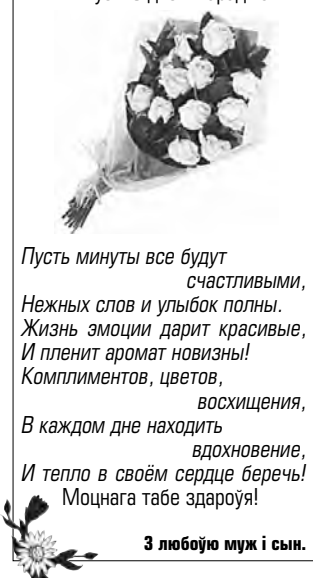 Пусть минуты все будут
счастливыми,
Нежных слов и улыбок полны.
Жизнь эмоции дарит красивые,
И пленит аромат новизны!
Комплиментов, цветов,
восхищения,
В каждом дне находить
вдохновение,
И тепло в своём сердце беречь!
Моцнага табе здароўя!
З любоўю муж і сын.